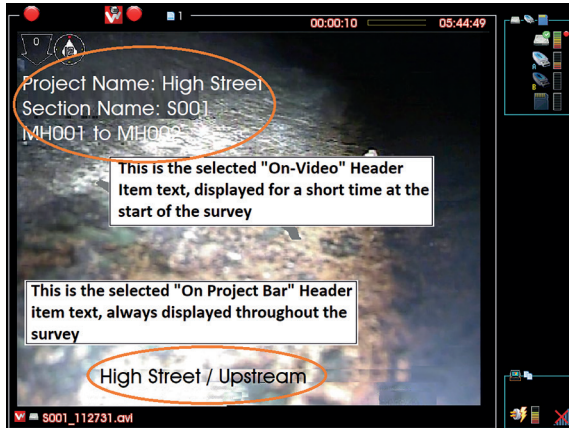 1
00:00:10
05:44:49
0
Project Name: High Street
Section Name: S001
MH001 to MH002
This is the selected "On-Video" Header
Item text, displayed for a short time at the
start of the survey
This is the selected "On Project Bar" Header
item text, always displayed throughout the
survey
High Street / Upstream
S001_112731.avi
A
B